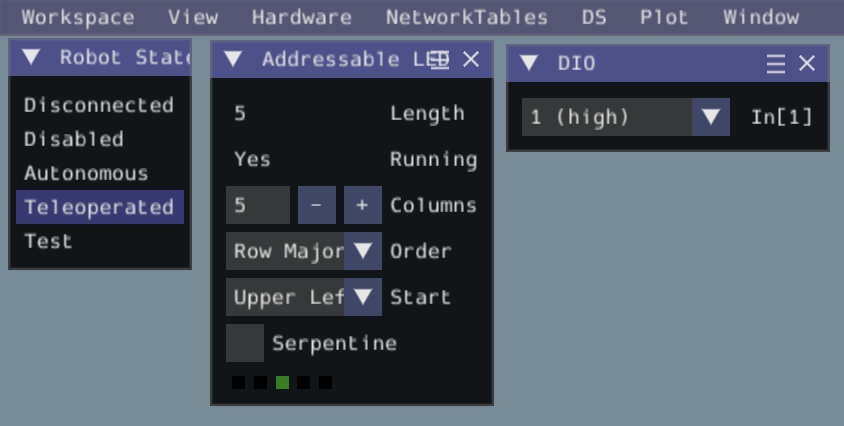 Workspace View Hardware NetworkTables DS Plot Window
Robot State
Disconnected
Disabled
Autonomous
Teleoperated
Test
Addressable LED
5 Length
Yes Running
5 - + Columns
Row Major Order
Upper Lef Start
Serpentine
DIO
1 (high) In[1]